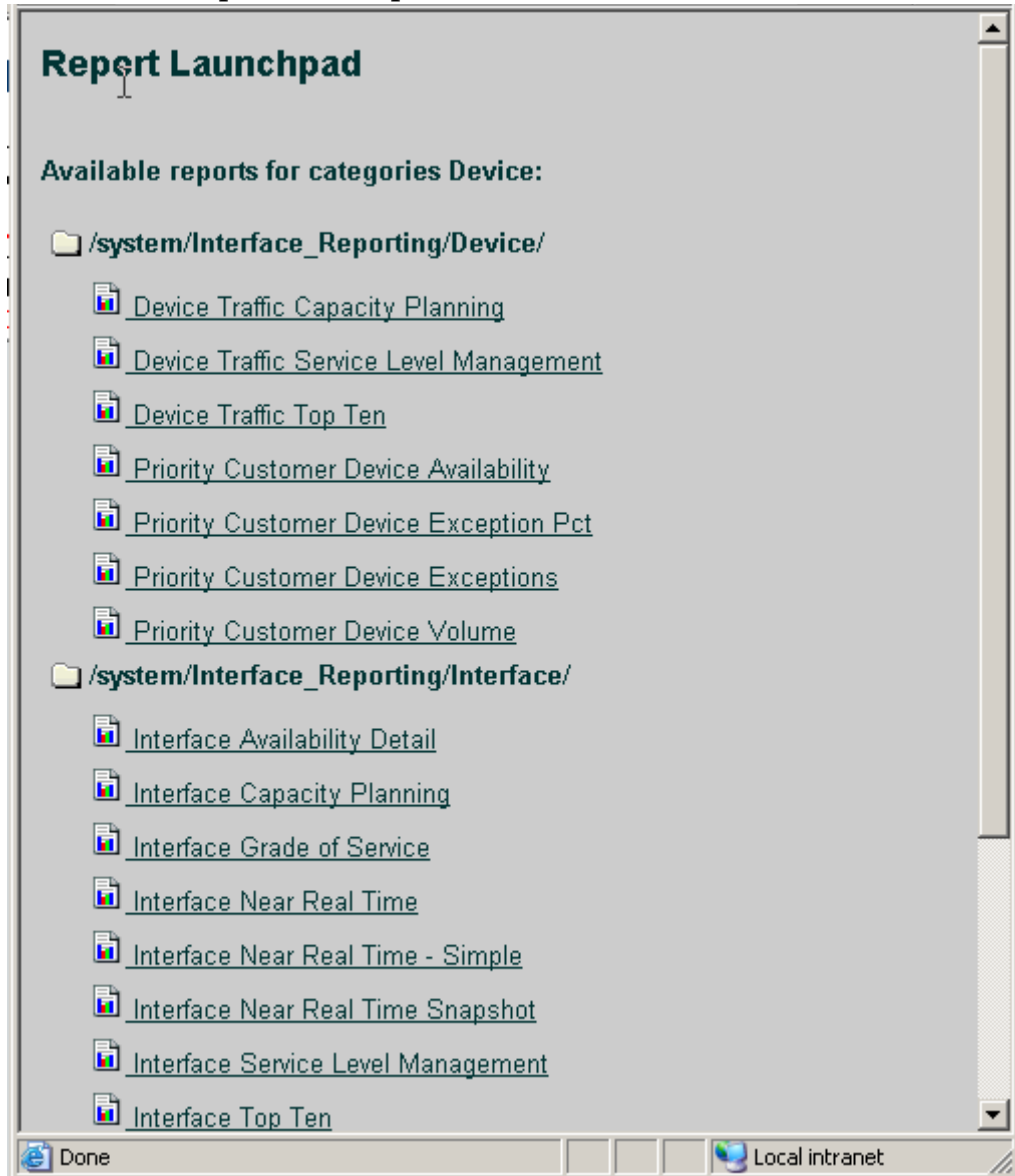 Report Launchpad
Available reports for categories Device:
/system/Interface_Reporting/Device/
Device Traffic Capacity Planning
Device Traffic Service Level Management
Device Traffic Top Ten
Priority Customer Device Availability
Priority Customer Device Exception Pct
Priority Customer Device Exceptions
Priority Customer Device Volume
/system/Interface_Reporting/Interface/
Interface Availability Detail
Interface Capacity Planning
Interface Grade of Service
Interface Near Real Time
Interface Near Real Time - Simple
Interface Near Real Time Snapshot
Interface Service Level Management
Interface Top Ten
Done
Local intranet